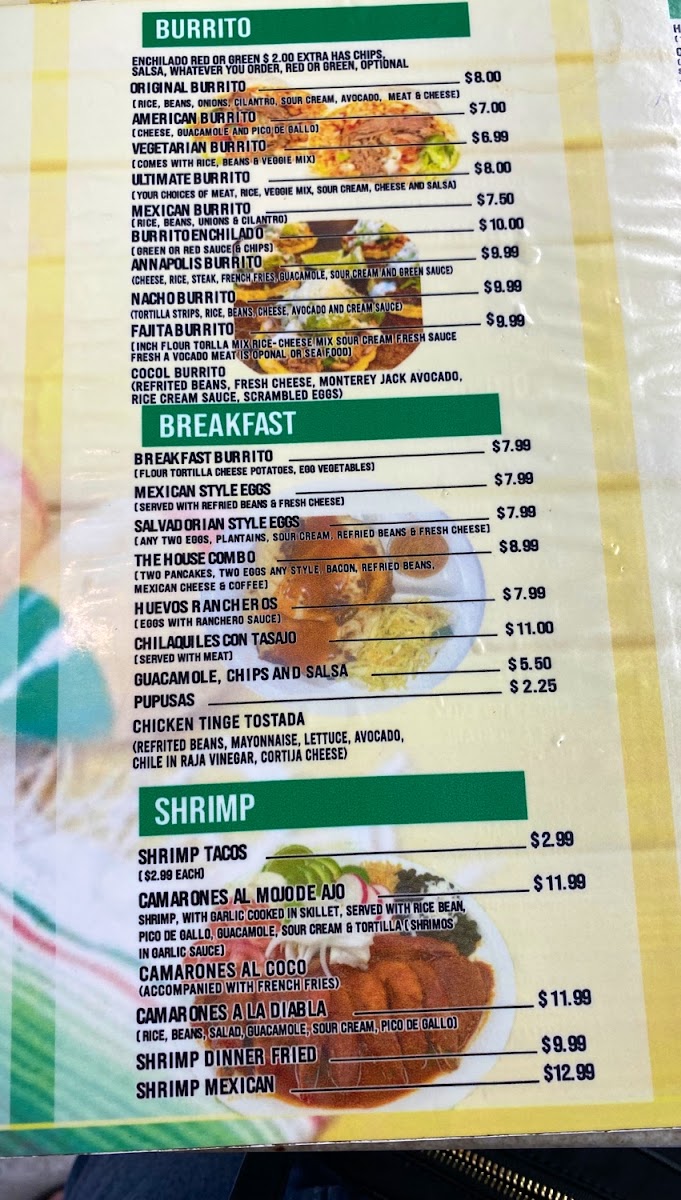 BURRITO
ENCHILADO RED OR GREEN $ 2.00 EXTRA HAS CHIPS,
SALSA, WHATEVER YOU ORDER, RED OR GREEN, OPTIONAL
ORIGINAL BURRITO $8.00
(RICE, BEANS, ONIONS, CILANTRO, SOUR CREAM, AVOCADO, MEAT & CHEESE)
AMERICAN BURRITO $7.00
(CHEESE, GUACAMOLE AND PICO DE GALLO)
VEGETARIAN BURRITO $6.99
(COMES WITH RICE, BEANS & VEGGIE MIX)
ULTIMATE BURRITO $8.00
(YOUR CHOICES OF MEAT, RICE, VEGGIE MIX, SOUR CREAM, CHEESE AND SALSA)
MEXICAN BURRITO $7.50
(RICE, BEANS, UNIONS & CILANTRO)
BURRITO ENCHILADO $10.00
(GREEN OR RED SAUCE & CHIPS)
ANNAPOLIS BURRITO $9.99
(CHEESE, RICE, STEAK, FRENCH FRIES, GUACAMOLE, SOUR CREAM AND GREEN SAUCE)
NACHO BURRITO $9.99
(TORTILLA STRIPS, RICE, BEANS, CHEESE, AVOCADO AND CREAM SAUCE)
FAJITA BURRITO $9.99
(INCH FLOUR TORLLA MIX RICE- CHEESE MIX SOUR CREAM FRESH SAUCE
FRESH A VOCADO MEAT IS OPONAL OR SEAFOOD)
COCOL BURRITO
(REFRITED BEANS, FRESH CHEESE, MONTEREY JACK AVOCADO,
RICE CREAM SAUCE, SCRAMBLED EGGS)
BREAKFAST
BREAKFAST BURRITO $7.99
(FLOUR TORTILLA CHEESE POTATOES, EGG VEGETABLES)
MEXICAN STYLE EGGS $7.99
(SERVED WITH REFRIED BEANS & FRESH CHEESE)
SALVADORIAN STYLE EGGS $7.99
(ANY TWO EGGS, PLANTAINS, SOUR CREAM, REFRIED BEANS & FRESH CHEESE)
THE HOUSE COMBO $8.99
(TWO PANCAKES, TWO EGGS ANY STYLE, BACON, REFRIED BEANS,
MEXICAN CHEESE & COFFEE)
HUEVOS RANCHEROS $7.99
(EGGS WITH RANCHERO SAUCE)
CHILAQUILES CON TASAJO $11.00
(SERVED WITH MEAT)
GUACAMOLE, CHIPS AND SALSA $5.50
PUPUSAS $2.25
CHICKEN TINGE TOSTADA
(REFRITED BEANS, MAYONNAISE, LETTUCE, AVOCADO,
CHILE IN RAJA VINEGAR, CORTIJA CHEESE)
SHRIMP
SHRIMP TACOS $2.99
($2.99 EACH)
CAMARONES AL MOJO DE AJO $11.99
SHRIMP, WITH GARLIC COOKED IN SKILLET, SERVED WITH RICE BEAN,
PICO DE GALLO, GUACAMOLE, SOUR CREAM & TORTILLA (SHRIMOS
IN GARLIC SAUCE)
CAMARONES AL COCO
(ACCOMPANIED WITH FRENCH FRIES)
CAMARONES A LA DIABLA $11.99
(RICE, BEANS, SALAD, GUACAMOLE, SOUR CREAM, PICO DE GALLO)
SHRIMP DINNER FRIED $9.99
SHRIMP MEXICAN $12.99